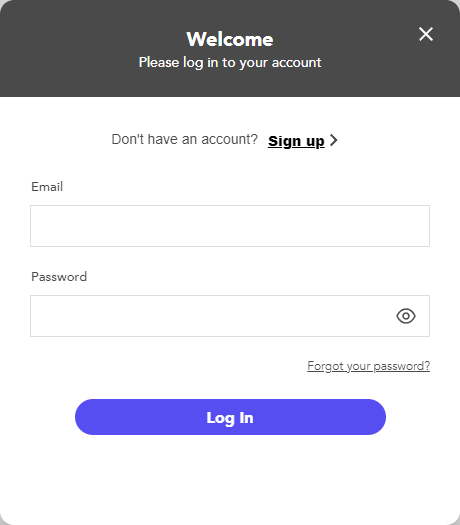 Welcome
Please log in to your account
Don't have an account? Sign up
Email
Password
Forgot your password?
Log In